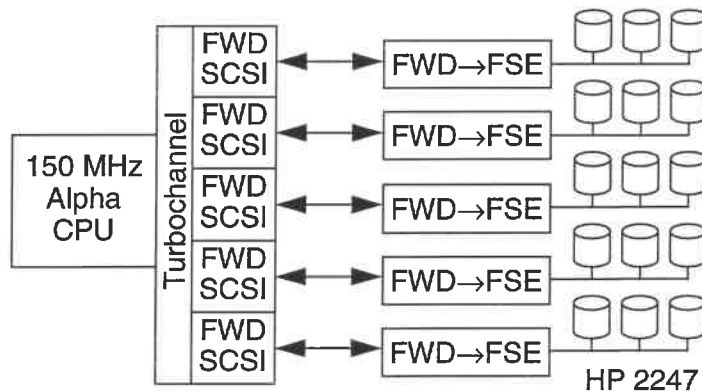 150 MHz
Alpha
CPU
Turbochannel
FWD
SCSI
FWD→FSE
FWD
SCSI
FWD→FSE
FWD
SCSI
FWD→FSE
FWD
SCSI
FWD→FSE
FWD
SCSI
FWD→FSE
HP 2247